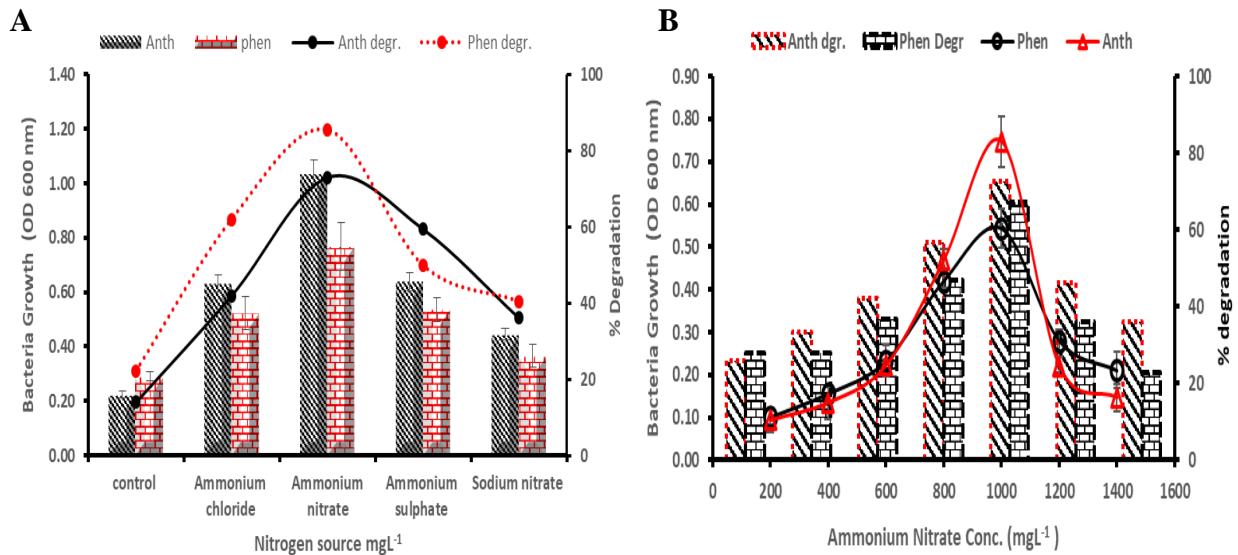 A
Anth phen Anth degr. Phen degr.
1.40
1.20
1.00
0.80
0.60
0.40
0.20
0.00
Bacteria Growth (OD 600 nm)
100
80
60
40
20
0
% Degradation
control Ammonium chloride Ammonium nitrate Ammonium sulphate Sodium nitrate
Nitrogen source mgL-1
B
Anth dgr. Phen Degr Phen Anth
0.90
0.80
0.70
0.60
0.50
0.40
0.30
0.20
0.10
0.00
Bacteria Growth (OD 600 nm)
100
80
60
40
20
0
% degradation
0 200 400 600 800 1000 1200 1400 1600
Ammonium Nitrate Conc. (mgL-1 )